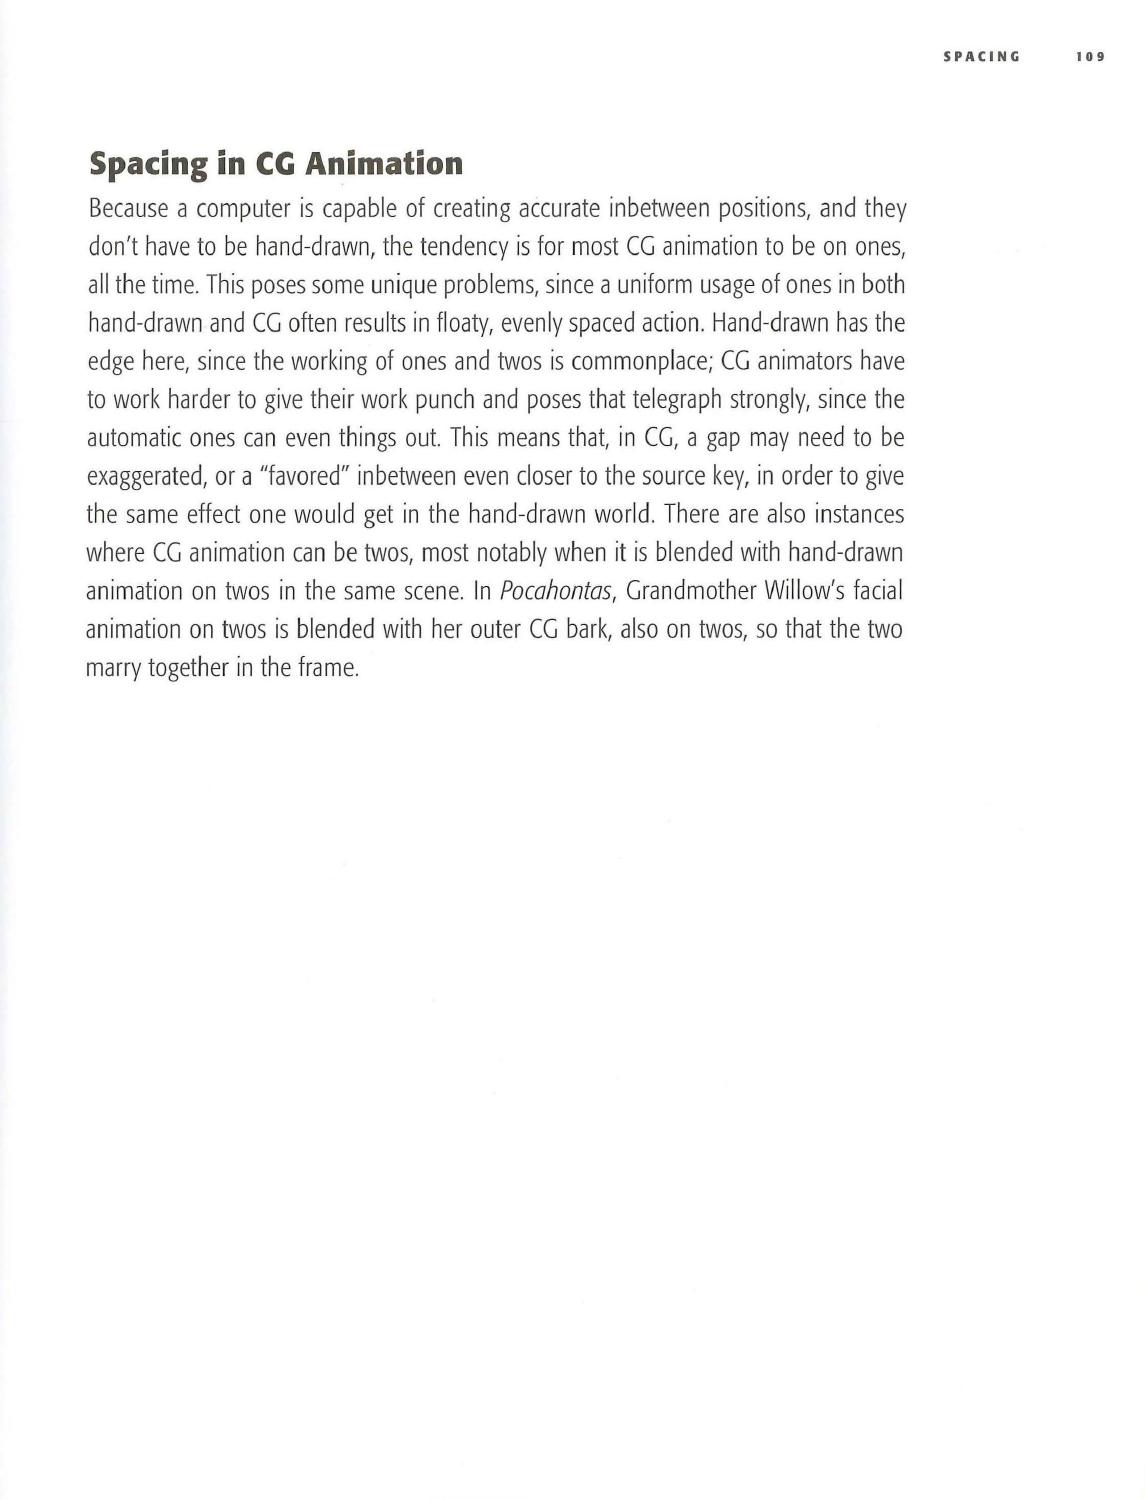 SPACING 109
Spacing in CG Animation
Because a computer is capable of creating accurate inbetween positions, and they
don't have to be hand-drawn, the tendency is for most CG animation to be on ones,
all the time. This poses some unique problems, since a uniform usage of ones in both
hand-drawn and CG often results in floaty, evenly spaced action. Hand-drawn has the
edge here, since the working of ones and twos is commonplace; CG animators have
to work harder to give their work punch and poses that telegraph strongly, since the
automatic ones can even things out. This means that, in CG, a gap may need to be
exaggerated, or a "favored" inbetween even closer to the source key, in order to give
the same effect one would get in the hand-drawn world. There are also instances
where CG animation can be twos, most notably when it is blended with hand-drawn
animation on twos in the same scene. In Pocahontas, Grandmother Willow's facial
animation on twos is blended with her outer CG bark, also on twos, so that the two
marry together in the frame.